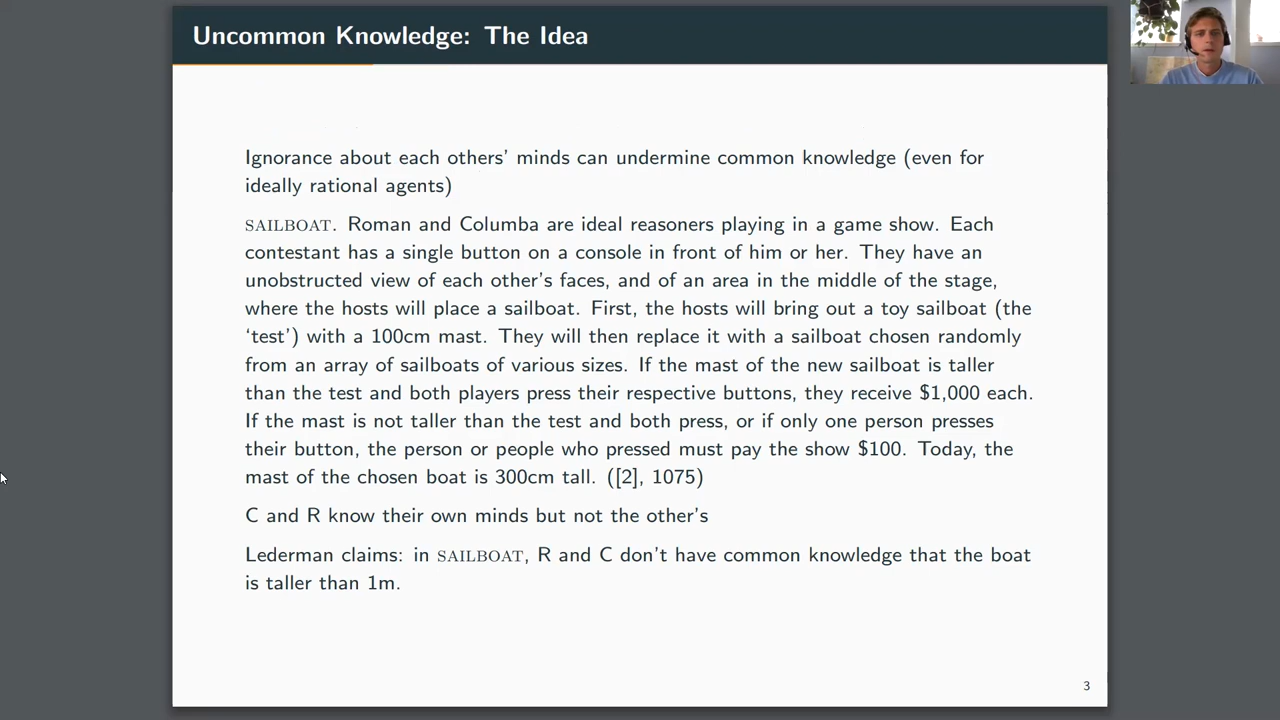 Uncommon Knowledge: The Idea
Ignorance about each others' minds can undermine common knowledge (even for
ideally rational agents)
SAILBOAT. Roman and Columba are ideal reasoners playing in a game show. Each
contestant has a single button on a console in front of him or her. They have an
unobstructed view of each other's faces, and of an area in the middle of the stage,
where the hosts will place a sailboat. First, the hosts will bring out a toy sailboat (the
'test') with a 100cm mast. They will then replace it with a sailboat chosen randomly
from an array of sailboats of various sizes. If the mast of the new sailboat is taller
than the test and both players press their respective buttons, they receive $1,000 each.
If the mast is not taller than the test and both press, or if only one person presses
their button, the person or people who pressed must pay the show $100. Today, the
mast of the chosen boat is 300cm tall. ([2], 1075)
C and R know their own minds but not the other's
Lederman claims: in SAILBOAT, R and C don't have common knowledge that the boat
is taller than 1m.
3